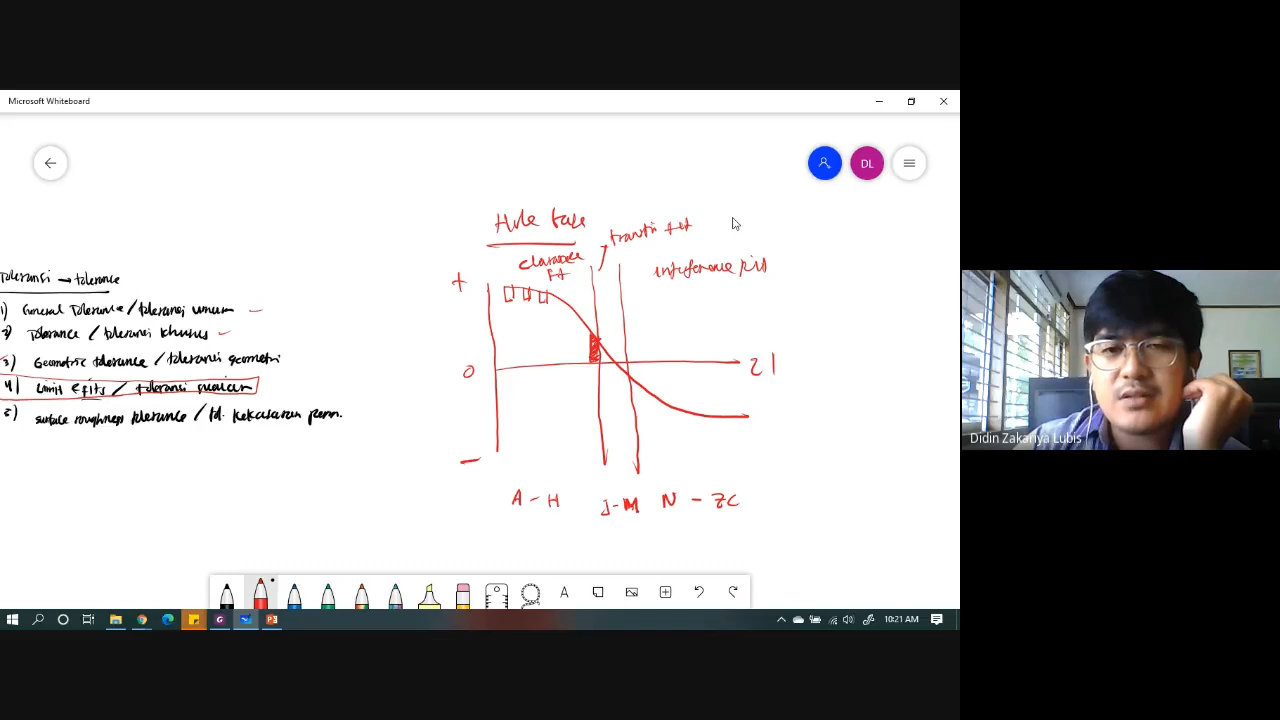 Microsoft Whiteboard
DL
Toleransi → tolerance
1) General Tolerance / toleransi umum
2) Tolerance / toleransi khusus
3) Geometric tolerance / toleransi geometri
4) Limit & fits / toleransi suaian
5) surface roughness tolerance / tol. kekasaran perm.
Hole base
clearance fit
transisi fit
interference fit
+
0
21
-
A - H
J - M
N - ZC
A
10:21 AM
Didin Zakariya Lubis